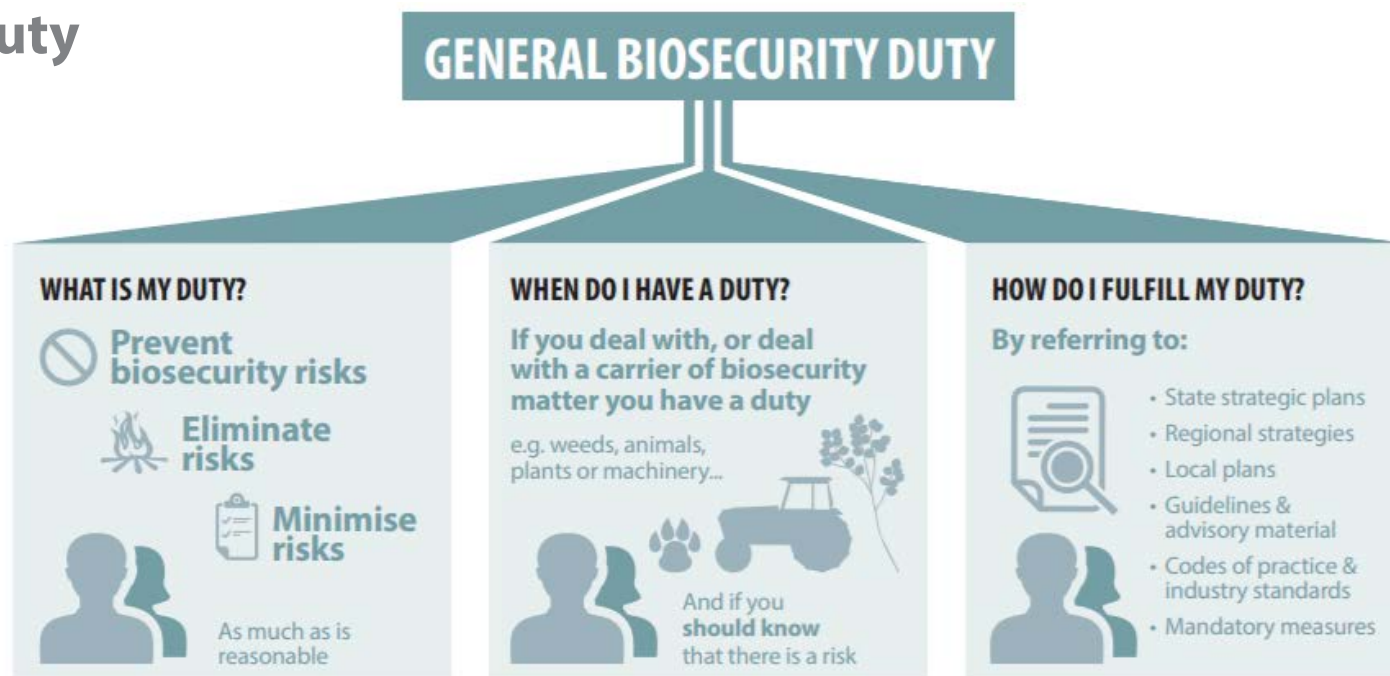 uty
GENERAL BIOSECURITY DUTY
WHAT IS MY DUTY?
Prevent
biosecurity risks
Eliminate
risks
Minimise
risks
As much as is
reasonable
WHEN DO I HAVE A DUTY?
If you deal with, or deal
with a carrier of biosecurity
matter you have a duty
e.g. weeds, animals,
plants or machinery...
And if you
should know
that there is a risk
HOW DO I FULFILL MY DUTY?
By referring to:
• State strategic plans
• Regional strategies
• Local plans
• Guidelines &
advisory material
• Codes of practice &
industry standards
• Mandatory measures